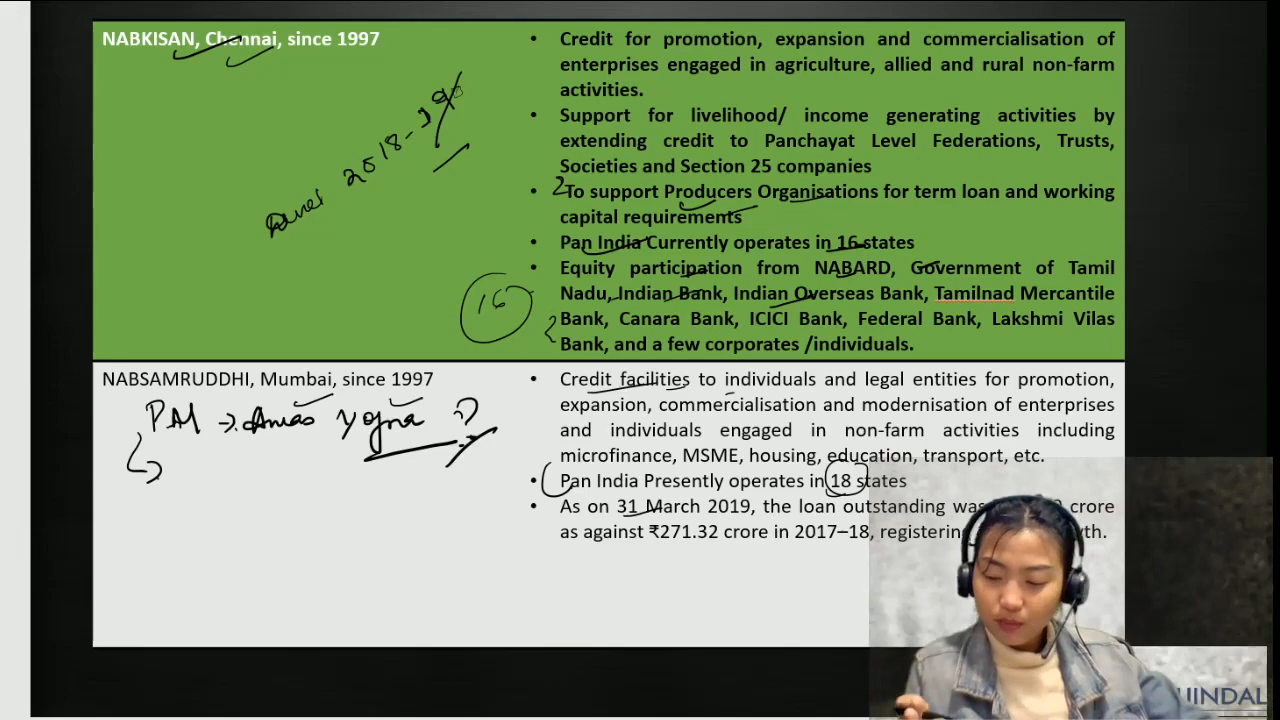 NABKISAN, Chennai, since 1997
• Credit for promotion, expansion and commercialisation of
enterprises engaged in agriculture, allied and rural non-farm
activities.
• Support for livelihood/ income generating activities by
extending credit to Panchayat Level Federations, Trusts,
Societies and Section 25 companies
• To support Producers Organisations for term loan and working
capital requirements
• Pan India Currently operates in 16 states
• Equity participation from NABARD, Government of Tamil
Nadu, Indian Bank, Indian Overseas Bank, Tamilnad Mercantile
Bank, Canara Bank, ICICI Bank, Federal Bank, Lakshmi Vilas
Bank, and a few corporates /individuals.
2018-19
16
NABSAMRUDDHI, Mumbai, since 1997
PM → Awas
• Credit facilities to individuals and legal entities for promotion,
expansion, commercialisation and modernisation of enterprises
and individuals engaged in non-farm activities including
microfinance, MSME, housing, education, transport, etc.
• Pan India Presently operates in 18 states
• As on 31 March 2019, the loan outstanding was crore
as against ₹271.32 crore in 2017–18, registering
JINDAL